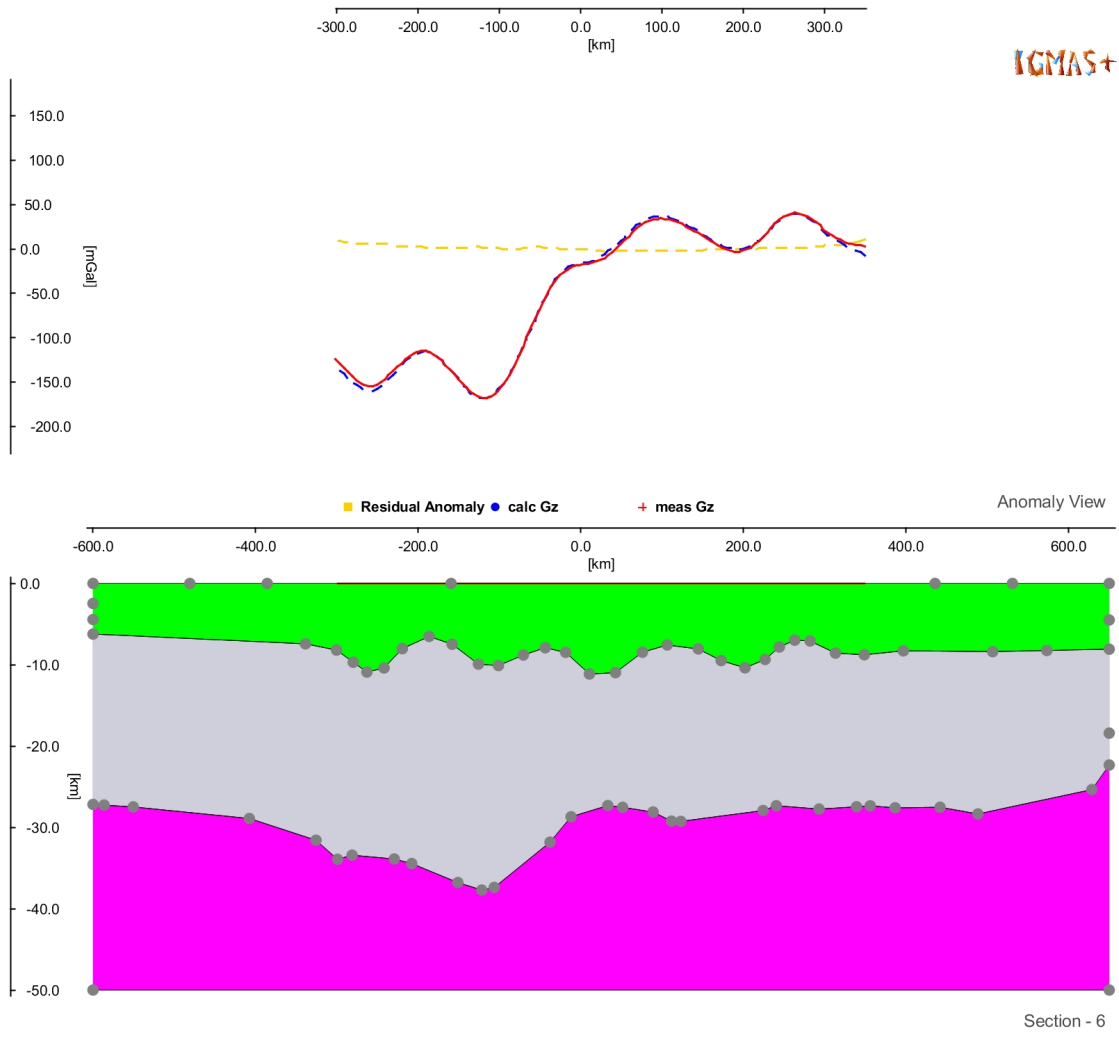 -300.0 -200.0 -100.0 0.0 100.0 200.0 300.0
[km]
IGMAS+
150.0
100.0
50.0
0.0
-50.0
-100.0
-150.0
-200.0
[mGal]
Residual Anomaly calc Gz meas Gz
Anomaly View
-600.0 -400.0 -200.0 0.0 200.0 400.0 600.0
[km]
0.0
-10.0
-20.0
-30.0
-40.0
-50.0
[km]
Section - 6